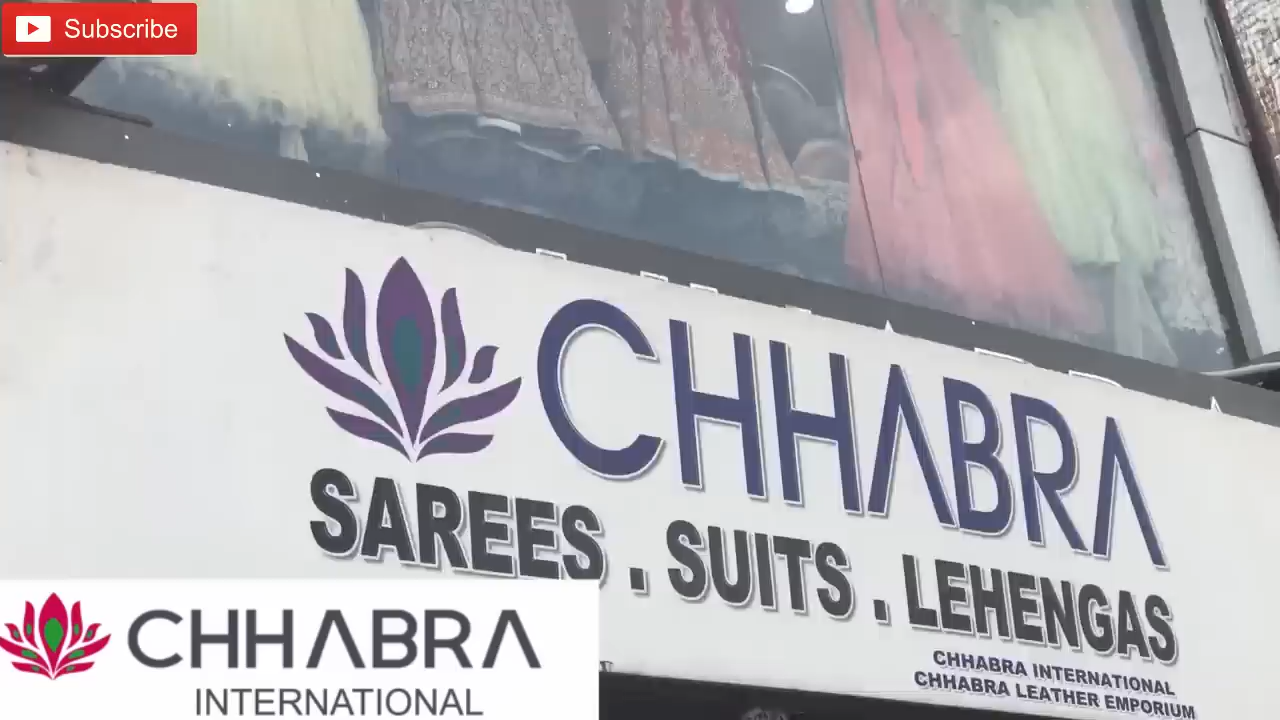 Subscribe
CHHABRA
SAREES . SUITS . LEHENGAS
CHHABRA INTERNATIONAL
CHHABRA LEATHER EMPORIUM
CHHABRA
INTERNATIONAL